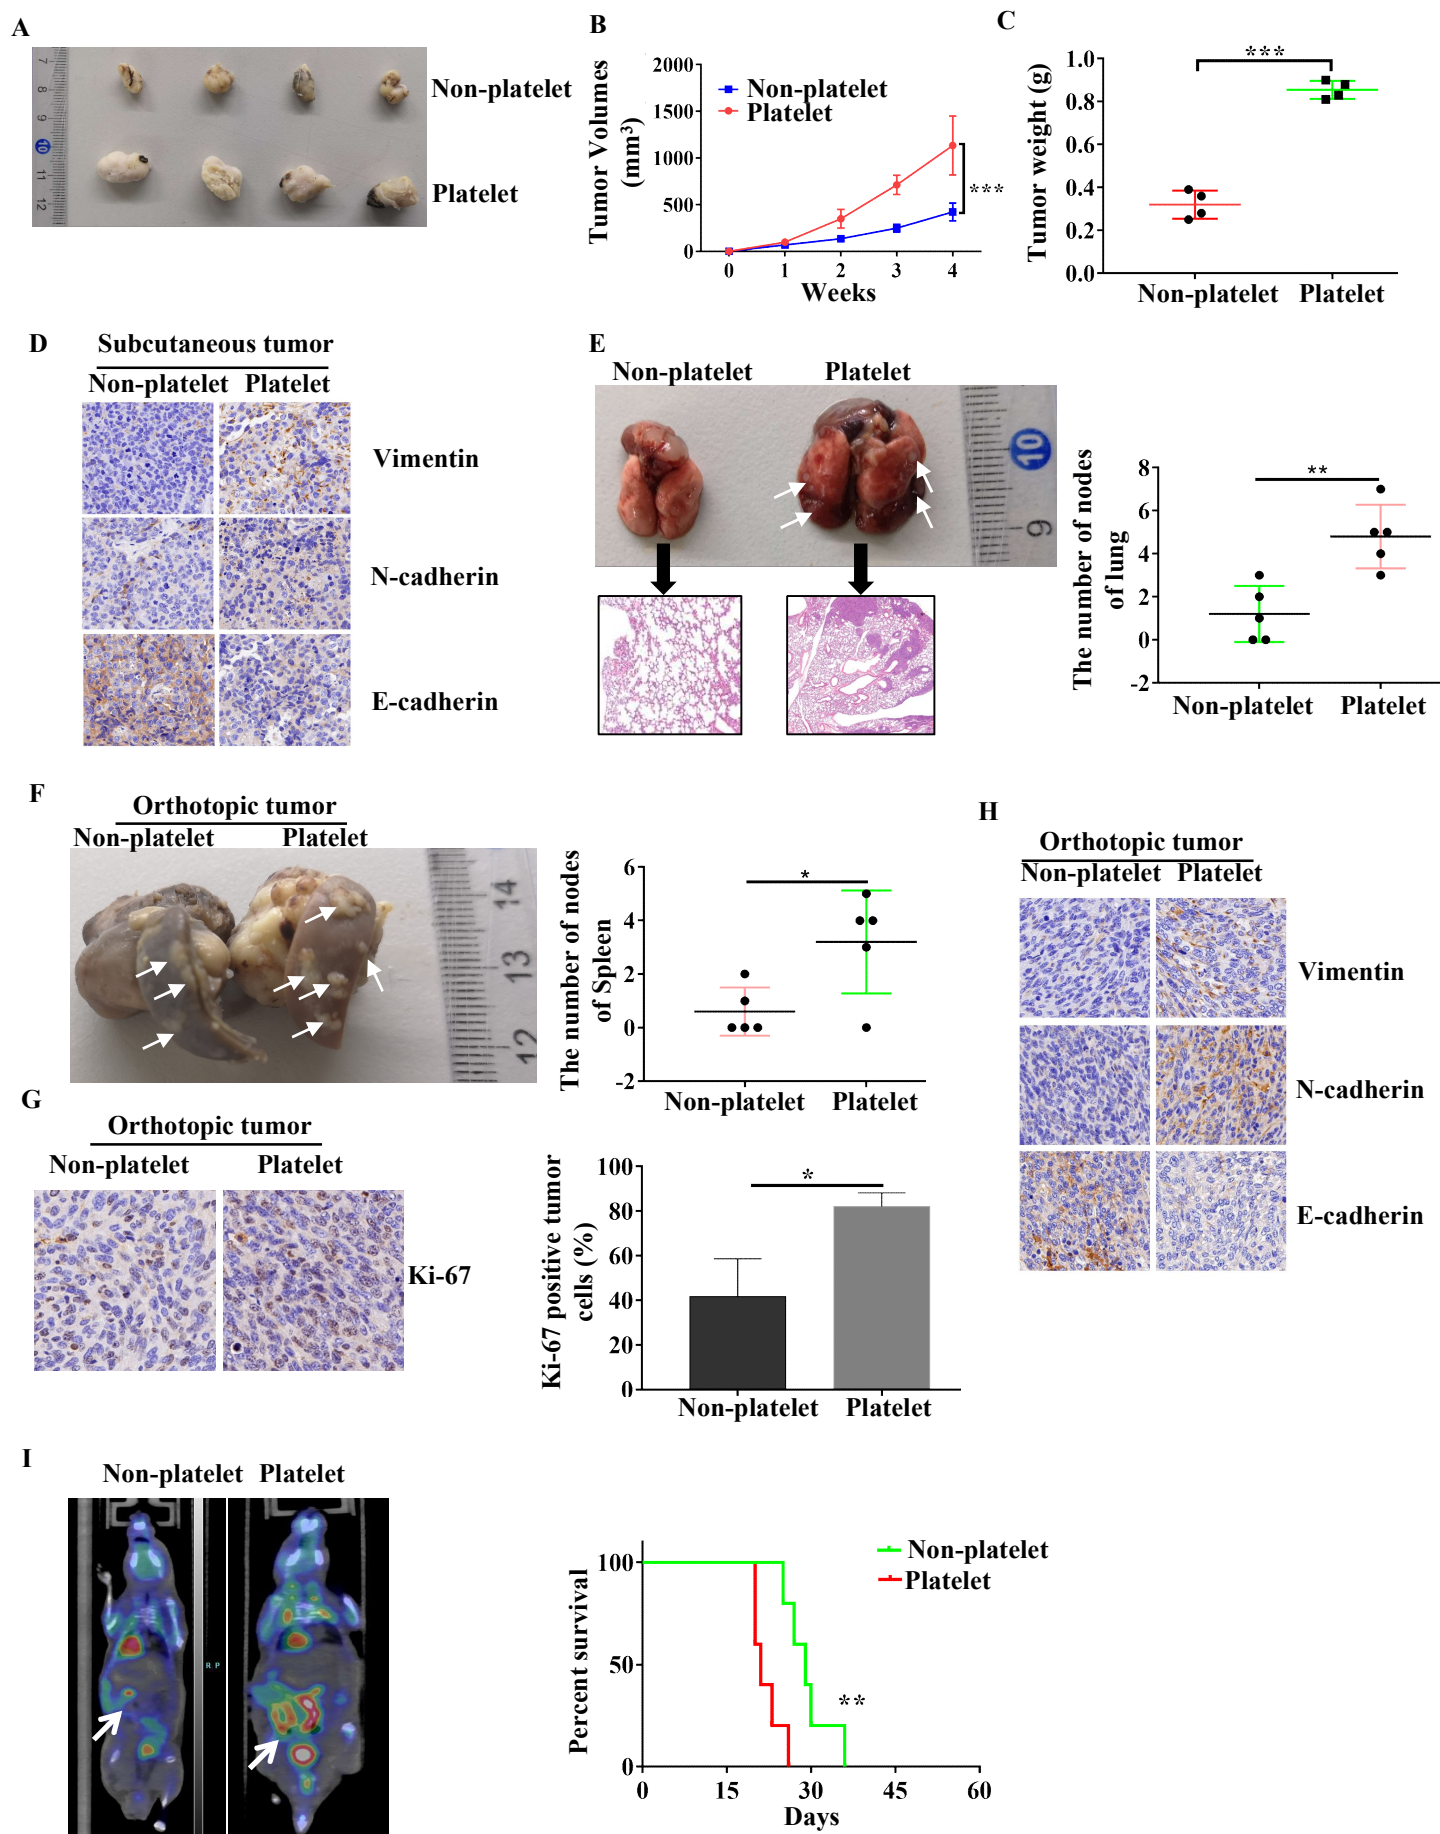 A
7
8
9
10
11
12
Non-platelet
Platelet
B
Tumor Volumes
(mm³)
2000
1500
1000
500
0
Non-platelet
Platelet
***
0 1 2 3 4
Weeks
C
Tumor weight (g)
1.0
0.8
0.6
0.4
0.2
0.0
***
Non-platelet Platelet
D
Subcutaneous tumor
Non-platelet Platelet
Vimentin
N-cadherin
E-cadherin
E
Non-platelet Platelet
10
9
The number of nodes
of lung
8
6
4
2
0
-2
**
Non-platelet Platelet
F
Orthotopic tumor
Non-platelet Platelet
14
13
12
The number of nodes
of Spleen
6
4
2
0
-2
*
Non-platelet Platelet
G
Orthotopic tumor
Non-platelet Platelet
Ki-67
Ki-67 positive tumor
cells (%)
100
80
60
40
20
0
*
Non-platelet Platelet
H
Orthotopic tumor
Non-platelet Platelet
Vimentin
N-cadherin
E-cadherin
I
Non-platelet Platelet
R P
Percent survival
100
50
0
Non-platelet
Platelet
**
0 15 30 45 60
Days